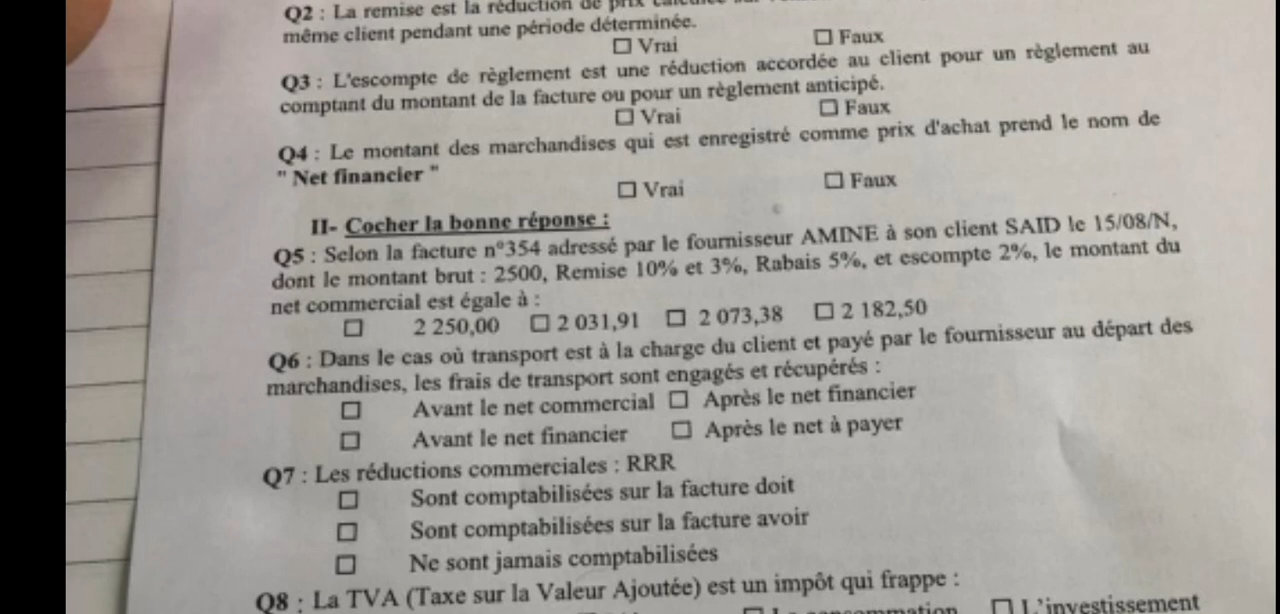 Q2 : La remise est la réduction de prix
même client pendant une période déterminée.
☐ Vrai ☐ Faux
Q3 : L'escompte de règlement est une réduction accordée au client pour un règlement au
comptant du montant de la facture ou pour un règlement anticipé.
☐ Vrai ☐ Faux
Q4 : Le montant des marchandises qui est enregistré comme prix d'achat prend le nom de
" Net financier "
☐ Vrai ☐ Faux
II- Cocher la bonne réponse :
Q5 : Selon la facture n°354 adressé par le fournisseur AMINE à son client SAID le 15/08/N,
dont le montant brut : 2500, Remise 10% et 3%, Rabais 5%, et escompte 2%, le montant du
net commercial est égale à :
☐ 2 250,00 ☐ 2 031,91 ☐ 2 073,38 ☐ 2 182,50
Q6 : Dans le cas où transport est à la charge du client et payé par le fournisseur au départ des
marchandises, les frais de transport sont engagés et récupérés :
☐ Avant le net commercial ☐ Après le net financier
☐ Avant le net financier ☐ Après le net à payer
Q7 : Les réductions commerciales : RRR
☐ Sont comptabilisées sur la facture doit
☐ Sont comptabilisées sur la facture avoir
☐ Ne sont jamais comptabilisées
Q8 : La TVA (Taxe sur la Valeur Ajoutée) est un impôt qui frappe :
☐ La consommation ☐ L'investissement